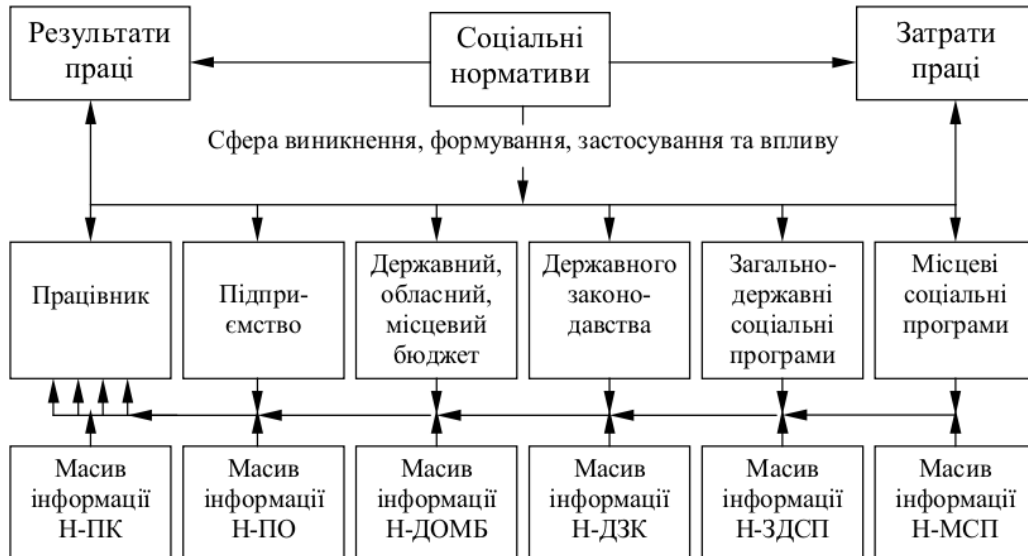 Результати
праці
Соціальні
нормативи
Затрати
праці
Сфера виникнення, формування, застосування та впливу
Працівник
Підпри-
ємство
Державний,
обласний,
місцевий
бюджет
Державного
законо-
давства
Загально-
державні
соціальні
програми
Місцеві
соціальні
програми
Масив
інформації
Н-ПК
Масив
інформації
Н-ПО
Масив
інформації
Н-ДОМБ
Масив
інформації
Н-ДЗК
Масив
інформації
Н-ЗДСП
Масив
інформації
Н-МСП